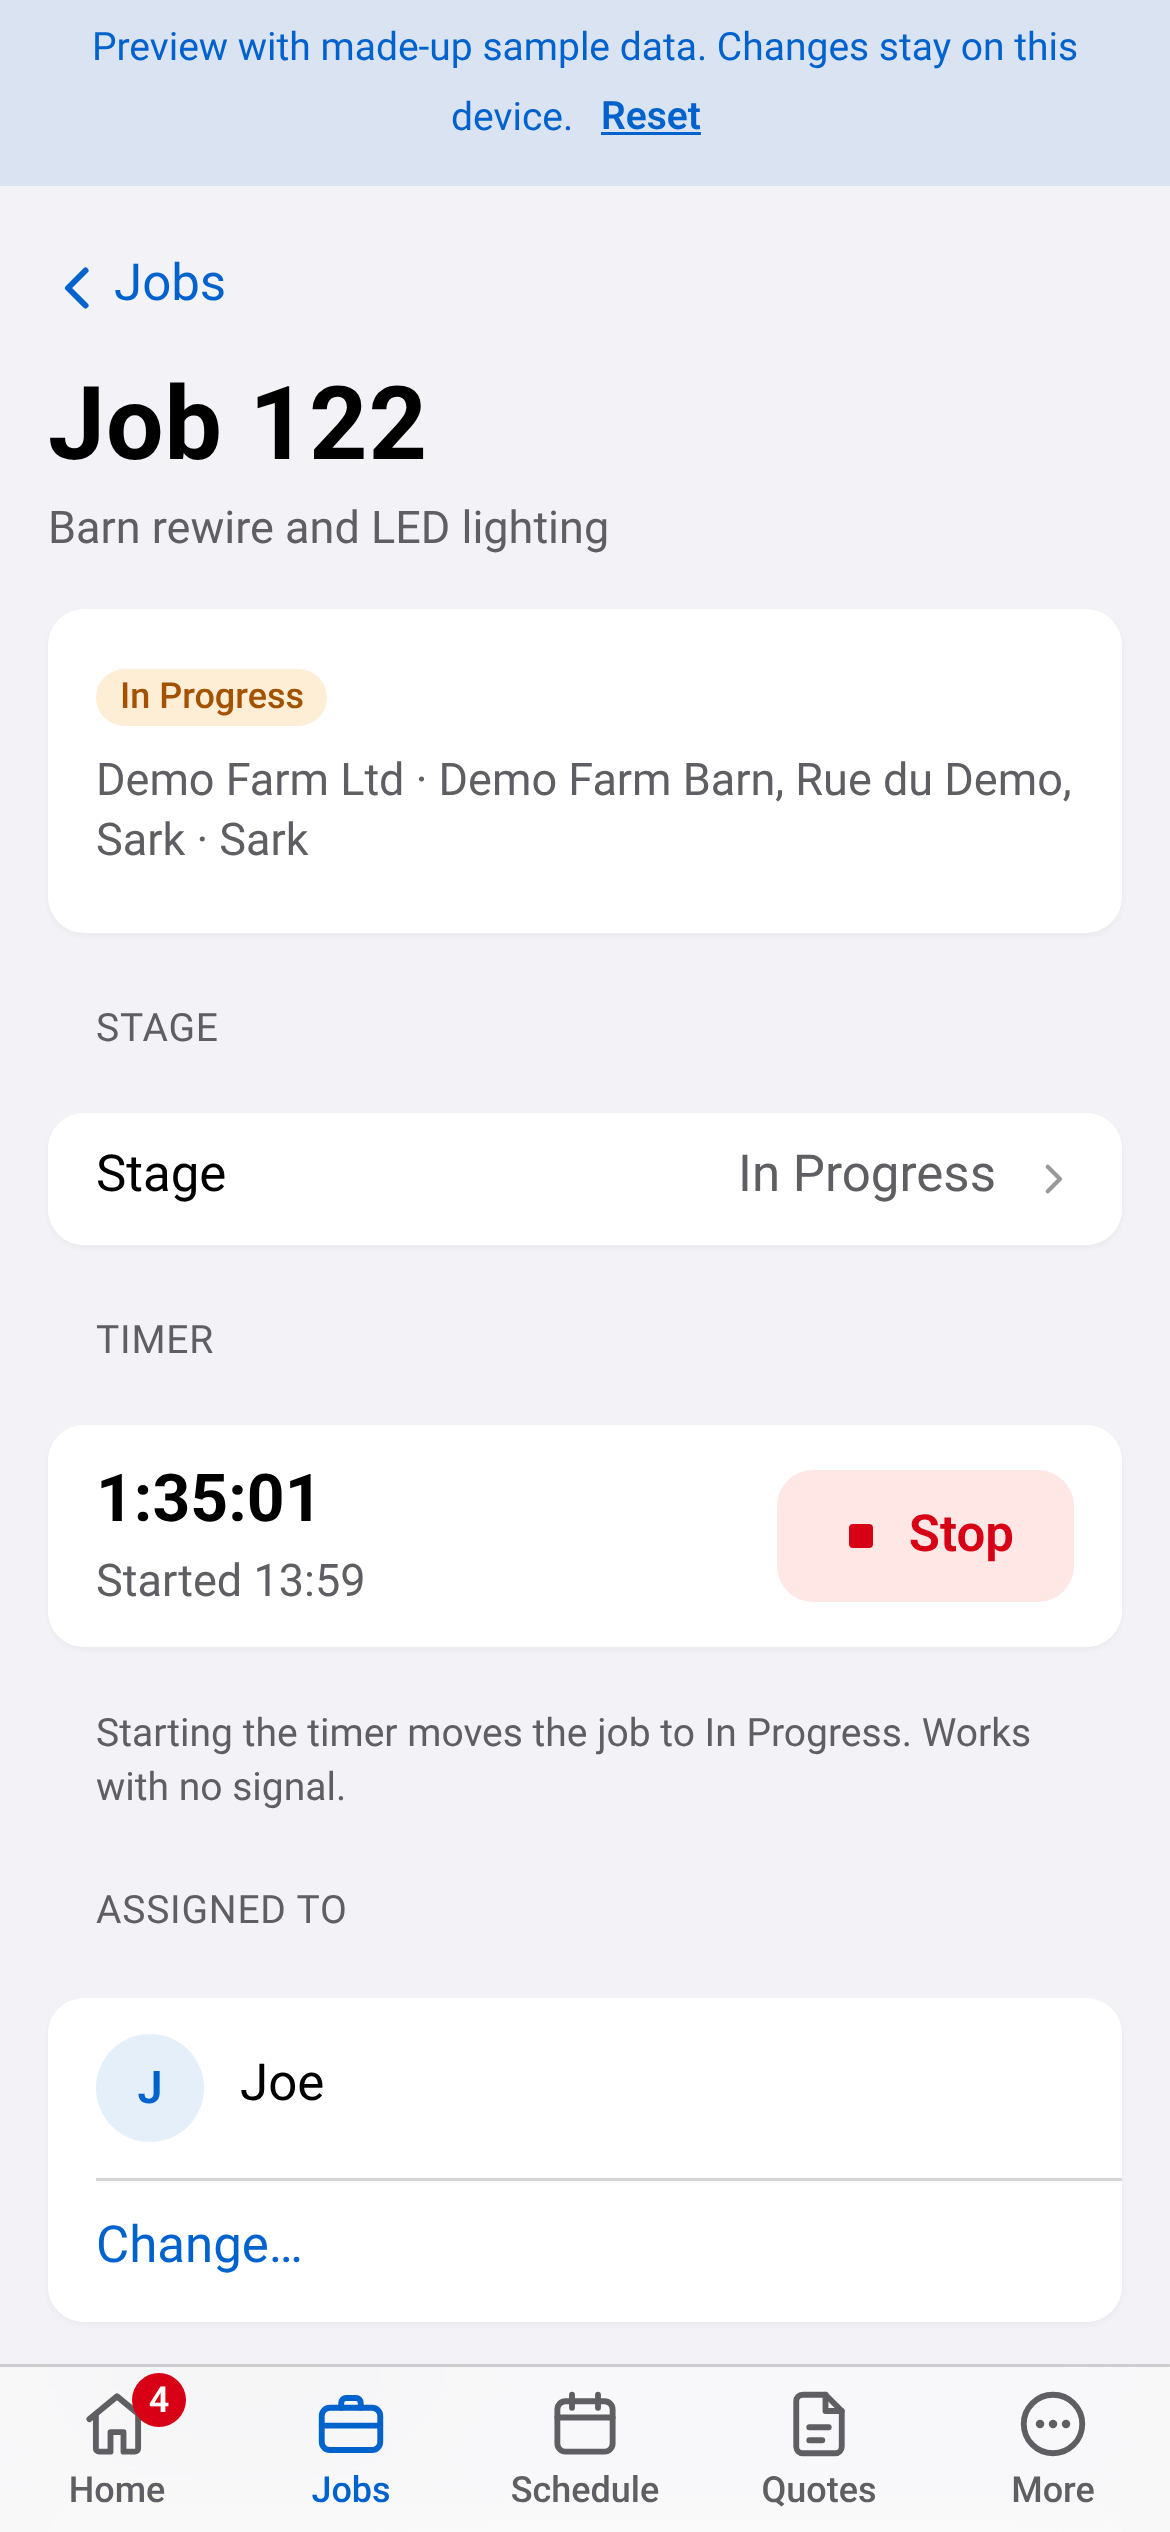 Preview with made-up sample data. Changes stay on this
device. Reset
Jobs
Job 122
Barn rewire and LED lighting
In Progress
Demo Farm Ltd · Demo Farm Barn, Rue du Demo,
Sark · Sark
STAGE
Stage In Progress
TIMER
1:35:01
Stop
Started 13:59
Starting the timer moves the job to In Progress. Works
with no signal.
ASSIGNED TO
J Joe
Change...
4
Home Jobs Schedule Quotes More